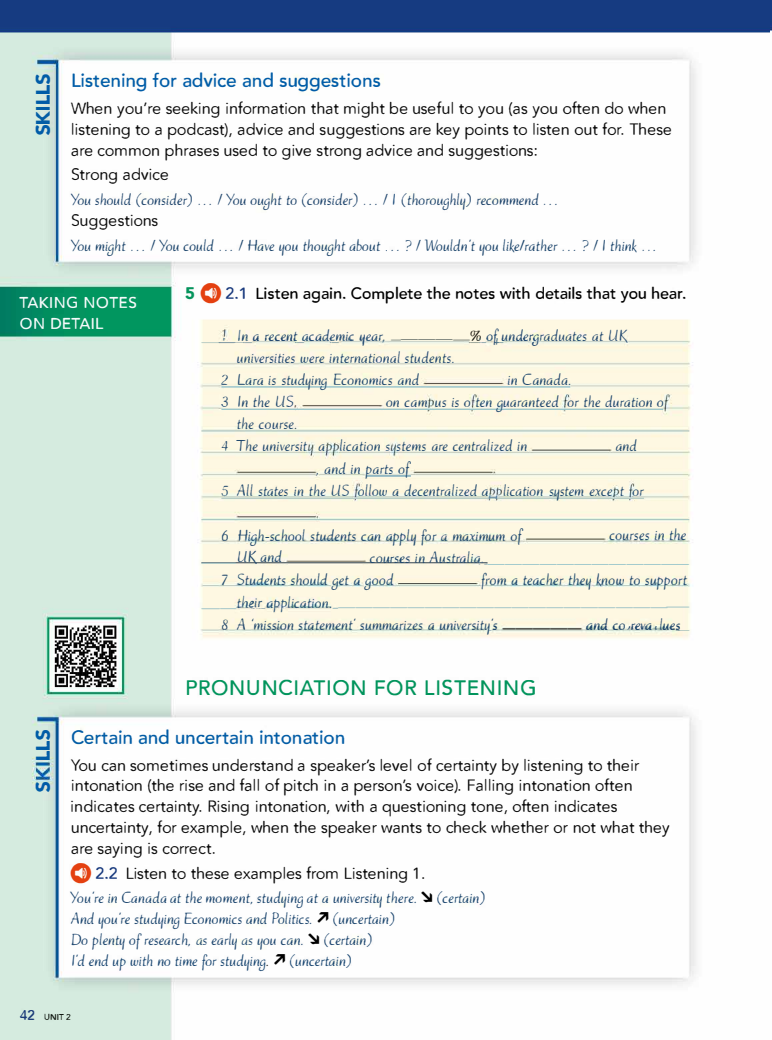 SKILLS
Listening for advice and suggestions
When you're seeking information that might be useful to you (as you often do when
listening to a podcast), advice and suggestions are key points to listen out for. These
are common phrases used to give strong advice and suggestions:
Strong advice
You should (consider) ... / You ought to (consider) ... / I (thoroughly) recommend ...
Suggestions
You might ... / You could ... / Have you thought about ... ? / Wouldn't you like/rather ... ? / I think ...
TAKING NOTES
ON DETAIL
5 2.1 Listen again. Complete the notes with details that you hear.
1 In a recent academic year, __________% of undergraduates at UK
universities were international students.
2 Lara is studying Economics and __________ in Canada.
3 In the US, __________ on campus is often guaranteed for the duration of
the course.
4 The university application systems are centralized in __________ and
__________, and in parts of __________.
5 All states in the US follow a decentralized application system except for
__________.
6 High-school students can apply for a maximum of __________ courses in the
UK and __________ courses in Australia
7 Students should get a good __________ from a teacher they know to support
their application.
8 A 'mission statement' summarizes a university's __________ and
PRONUNCIATION FOR LISTENING
SKILLS
Certain and uncertain intonation
You can sometimes understand a speaker's level of certainty by listening to their
intonation (the rise and fall of pitch in a person's voice). Falling intonation often
indicates certainty. Rising intonation, with a questioning tone, often indicates
uncertainty, for example, when the speaker wants to check whether or not what they
are saying is correct.
2.2 Listen to these examples from Listening 1.
You're in Canada at the moment, studying at a university there. ➘ (certain)
And you're studying Economics and Politics. ➚ (uncertain)
Do plenty of research, as early as you can. ➘ (certain)
I'd end up with no time for studying. ➚ (uncertain)
42 UNIT 2